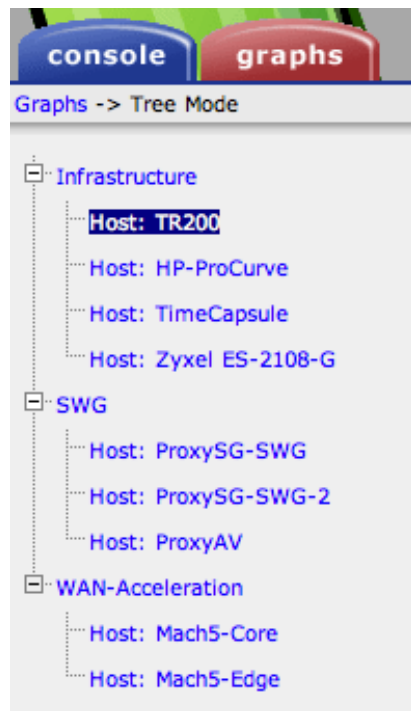 console graphs
Graphs -> Tree Mode
Infrastructure
Host: TR200
Host: HP-ProCurve
Host: TimeCapsule
Host: Zyxel ES-2108-G
SWG
Host: ProxySG-SWG
Host: ProxySG-SWG-2
Host: ProxyAV
WAN-Acceleration
Host: Mach5-Core
Host: Mach5-Edge